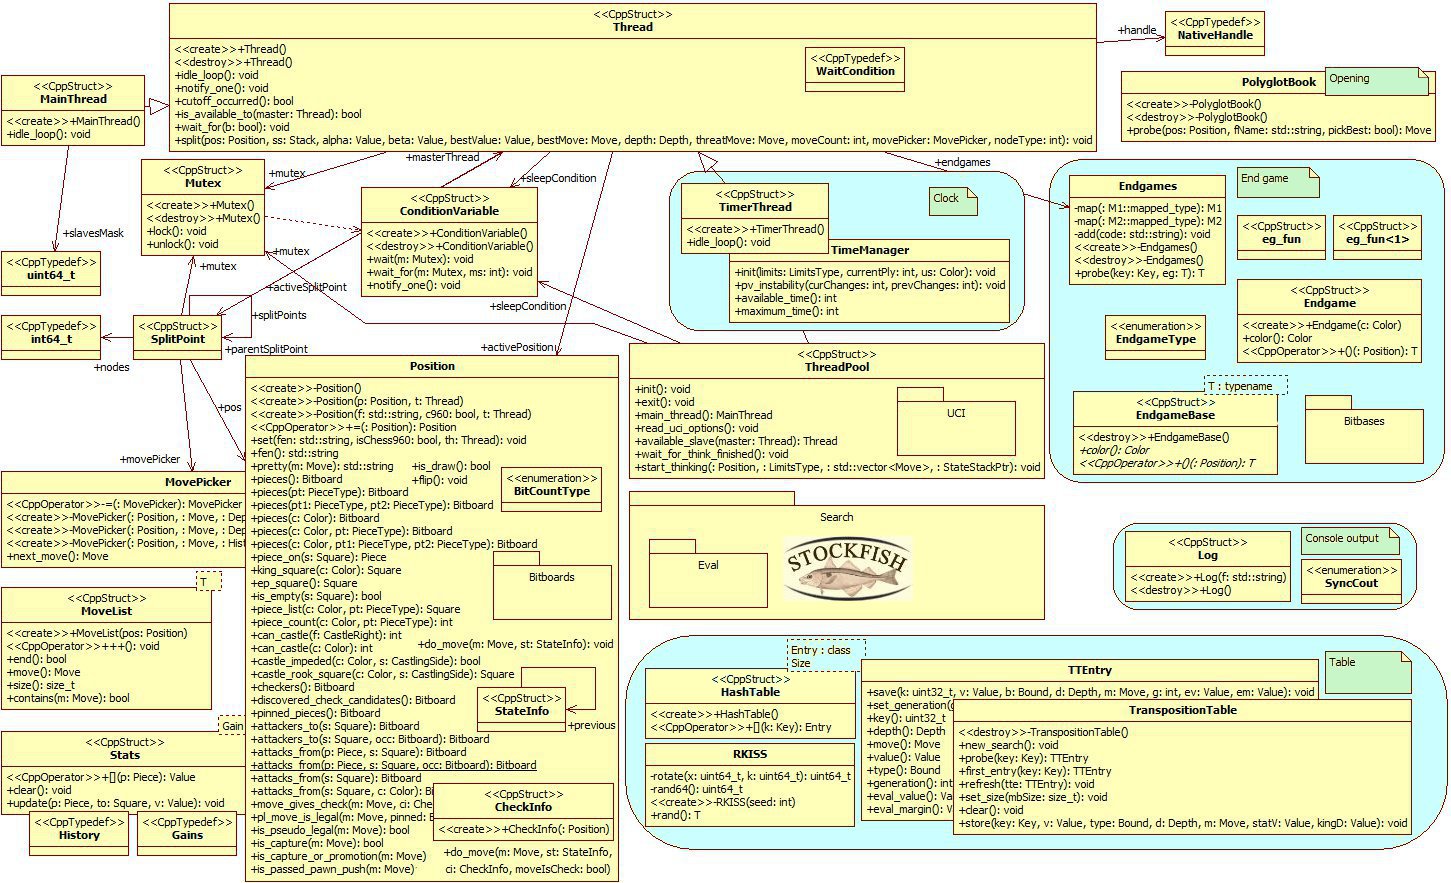 <<CppStruct>>
Thread
<<create>>+Thread()
<<destroy>>+Thread()
+idle_loop(): void
+notify_one(): void
+cutoff_occurred(): bool
+is_available_to(master: Thread): bool
+wait_for(b: bool): void
+split(pos: Position, ss: Stack, alpha: Value, beta: Value, bestValue: Value, bestMove: Move, depth: Depth, threatMove: Move, moveCount: int, movePicker: MovePicker, nodeType: int): void
<<CppTypedef>>
WaitCondition
+handle
<<CppTypedef>>
NativeHandle
<<CppStruct>>
MainThread
<<create>>+MainThread()
+idle_loop(): void
PolyglotBook
Opening
<<create>>-PolyglotBook()
<<destroy>>-PolyglotBook()
+probe(pos: Position, fName: std::string, pickBest: bool): Move
+masterThread
+mutex
+sleepCondition
+endgames
<<CppStruct>>
Mutex
<<create>>+Mutex()
<<destroy>>+Mutex()
+lock(): void
+unlock(): void
<<CppStruct>>
ConditionVariable
<<create>>+ConditionVariable()
<<destroy>>+ConditionVariable()
+wait(m: Mutex): void
+wait_for(m: Mutex, ms: int): void
+notify_one(): void
<<CppStruct>>
TimerThread
<<create>>+TimerThread()
+idle_loop(): void
Clock
TimeManager
+init(limits: LimitsType, currentPly: int, us: Color): void
+pv_instability(curChanges: int, prevChanges: int): void
+available_time(): int
+maximum_time(): int
Endgames
-map(: M1::mapped_type): M1
-map(: M2::mapped_type): M2
-add(code: std::string): void
<<create>>-Endgames()
<<destroy>>-Endgames()
+probe(key: Key, eg: T): T
End game
<<CppStruct>>
eg_fun
<<CppStruct>>
eg_fun<1>
<<CppStruct>>
Endgame
<<create>>+Endgame(c: Color)
+color(): Color
<<CppOperator>>+()(: Position): T
<<enumeration>>
EndgameType
T : typename
<<CppStruct>>
EndgameBase
<<destroy>>+EndgameBase()
+color(): Color
<<CppOperator>>+()(: Position): T
Bitbases
+slavesMask
<<CppTypedef>>
uint64_t
+mutex
+mutex
+activeSplitPoint
+splitPoints
+sleepCondition
<<CppTypedef>>
int64_t
<<CppStruct>>
SplitPoint
+parentSplitPoint
+nodes
+activePosition
+pos
+movePicker
<<CppStruct>>
ThreadPool
+init(): void
+exit(): void
+main_thread(): MainThread
+read_uci_options(): void
+available_slave(master: Thread): Thread
+wait_for_think_finished(): void
+start_thinking(: Position, : LimitsType, : std::vector<Move>, : StateStackPtr): void
UCI
Position
<<create>>-Position()
<<create>>-Position(p: Position, t: Thread)
<<create>>-Position(f: std::string, c960: bool, t: Thread)
<<CppOperator>>+=(: Position): Position
+set(fen: std::string, isChess960: bool, th: Thread): void
+fen(): std::string
+pretty(m: Move): std::string
+is_draw(): bool
+pieces(): Bitboard
+flip(): void
+pieces(pt: PieceType): Bitboard
+pieces(pt1: PieceType, pt2: PieceType): Bitboard
+pieces(c: Color): Bitboard
+pieces(c: Color, pt: PieceType): Bitboard
+pieces(c: Color, pt1: PieceType, pt2: PieceType): Bitboard
+piece_on(s: Square): Piece
+king_square(c: Color): Square
+ep_square(): Square
+is_empty(s: Square): bool
+piece_list(c: Color, pt: PieceType): Square
+piece_count(c: Color, pt: PieceType): int
+can_castle(f: CastleRight): int
+can_castle(c: Color): int
+do_move(m: Move, st: StateInfo): void
+castle_impeded(c: Color, s: CastlingSide): bool
+castle_rook_square(c: Color, s: CastlingSide): Square
+checkers(): Bitboard
+discovered_check_candidates(): Bitboard
+pinned_pieces(): Bitboard
+attackers_to(s: Square): Bitboard
+attackers_to(s: Square, occ: Bitboard): Bitboard
+attacks_from(p: Piece, s: Square): Bitboard
+attacks_from(p: Piece, s: Square, occ: Bitboard): Bitboard
+attacks_from(s: Square): Bitboard
+attacks_from(s: Square, c: Color): Bi
+move_gives_check(m: Move, ci: Che
+pl_move_is_legal(m: Move, pinned: B
+is_pseudo_legal(m: Move): bool
+is_capture(m: Move): bool
+is_capture_or_promotion(m: Move)
+is_passed_pawn_push(m: Move)
+do_move(m: Move, st: StateInfo,
ci: CheckInfo, moveIsCheck: bool)
<<enumeration>>
BitCountType
Bitboards
<<CppStruct>>
StateInfo
+previous
<<CppStruct>>
CheckInfo
<<create>>+CheckInfo(: Position)
MovePicker
<<CppOperator>>-=(: MovePicker): MovePicker
<<create>>-MovePicker(: Position, : Move, : Dep
<<create>>-MovePicker(: Position, : Move, : Dep
<<create>>-MovePicker(: Position, : Move, : Hist
+next_move(): Move
T
<<CppStruct>>
MoveList
<<create>>+MoveList(pos: Position)
<<CppOperator>>+++(): void
+end(): bool
+move(): Move
+size(): size_t
+contains(m: Move): bool
Gain
<<CppStruct>>
Stats
<<CppOperator>>+[](p: Piece): Value
+clear(): void
+update(p: Piece, to: Square, v: Value): void
<<CppTypedef>>
History
<<CppTypedef>>
Gains
Search
Eval
STOCKFISH
<<CppStruct>>
Log
<<create>>+Log(f: std::string)
<<destroy>>+Log()
Console output
<<enumeration>>
SyncCout
Entry : class
Size
<<CppStruct>>
HashTable
<<create>>+HashTable()
<<CppOperator>>+[](k: Key): Entry
RKISS
-rotate(x: uint64_t, k: uint64_t): uint64_t
-rand64(): uint64_t
<<create>>-RKISS(seed: int)
+rand(): T
TTEntry
+save(k: uint32_t, v: Value, b: Bound, d: Depth, m: Move, g: int, ev: Value, em: Value): void
+set_generation(g
+key(): uint32_t
+depth(): Depth
+move(): Move
+value(): Value
+type(): Bound
+generation(): int
+eval_value(): Va
+eval_margin(): V
Table
TranspositionTable
<<destroy>>-TranspositionTable()
+new_search(): void
+probe(key: Key): TTEntry
+first_entry(key: Key): TTEntry
+refresh(tte: TTEntry): void
+set_size(mbSize: size_t): void
+clear(): void
+store(key: Key, v: Value, type: Bound, d: Depth, m: Move, statV: Value, kingD: Value): void